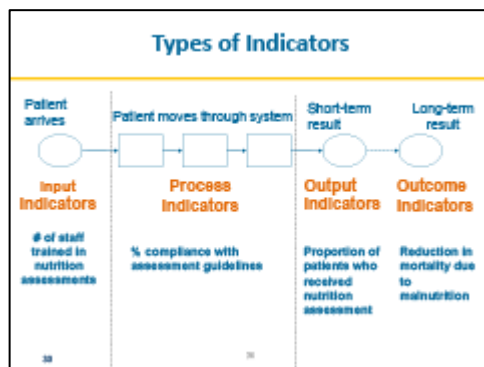 Types of Indicators
Patient
arrives
Patient moves through system
Short-term
result
Long-term
result
Input
Indicators
Process
Indicators
Output
Indicators
Outcome
Indicators
# of staff
trained in
nutrition
assessments
% compliance with
assessment guidelines
Proportion of
patients who
received
nutrition
assessment
Reduction in
mortality due
to
malnutrition